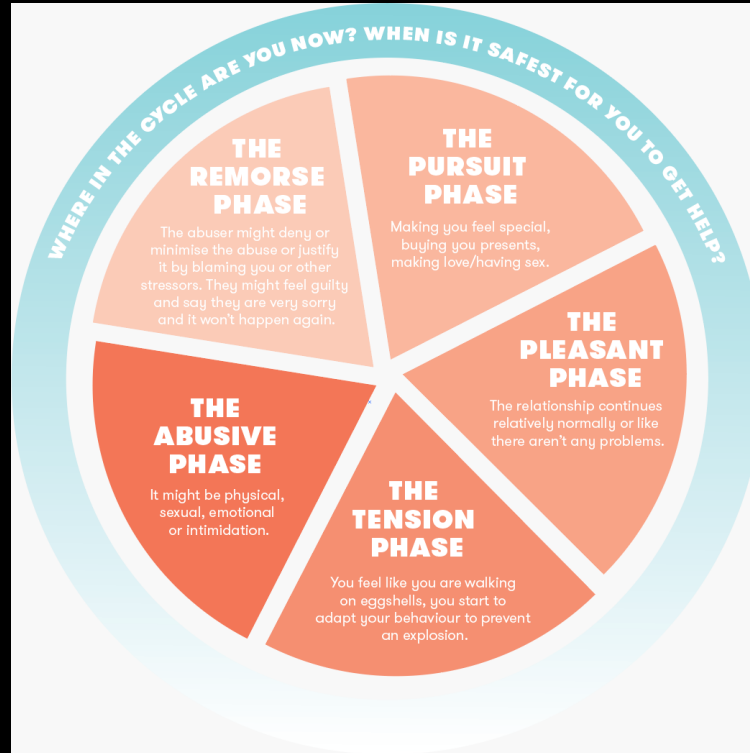 WHERE IN THE CYCLE ARE YOU NOW? WHEN IS IT SAFEST FOR YOU TO GET HELP?
THE
REMORSE
PHASE
The abuser might deny or
minimise the abuse or justify
it by blaming you or other
stressors. They might feel guilty
and say they are very sorry
and it won't happen again.
THE
PURSUIT
PHASE
Making you feel special,
buying you presents,
making love/having sex.
THE
PLEASANT
PHASE
The relationship continues
relatively normally or like
there aren't any problems.
THE
TENSION
PHASE
You feel like you are walking
on eggshells, you start to
adapt your behaviour to prevent
an explosion.
THE
ABUSIVE
PHASE
It might be physical,
sexual, emotional
or intimidation.